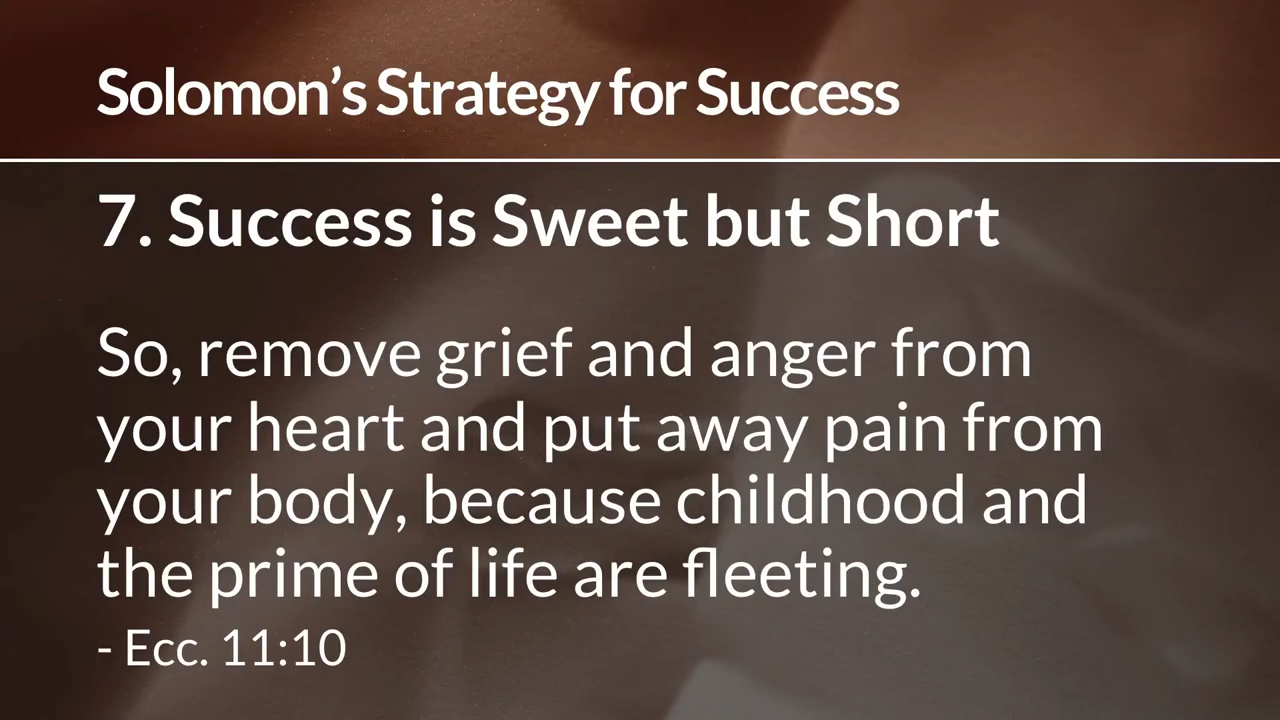 Solomon’s Strategy for Success
7. Success is Sweet but Short
So, remove grief and anger from
your heart and put away pain from
your body, because childhood and
the prime of life are fleeting.
- Ecc. 11:10